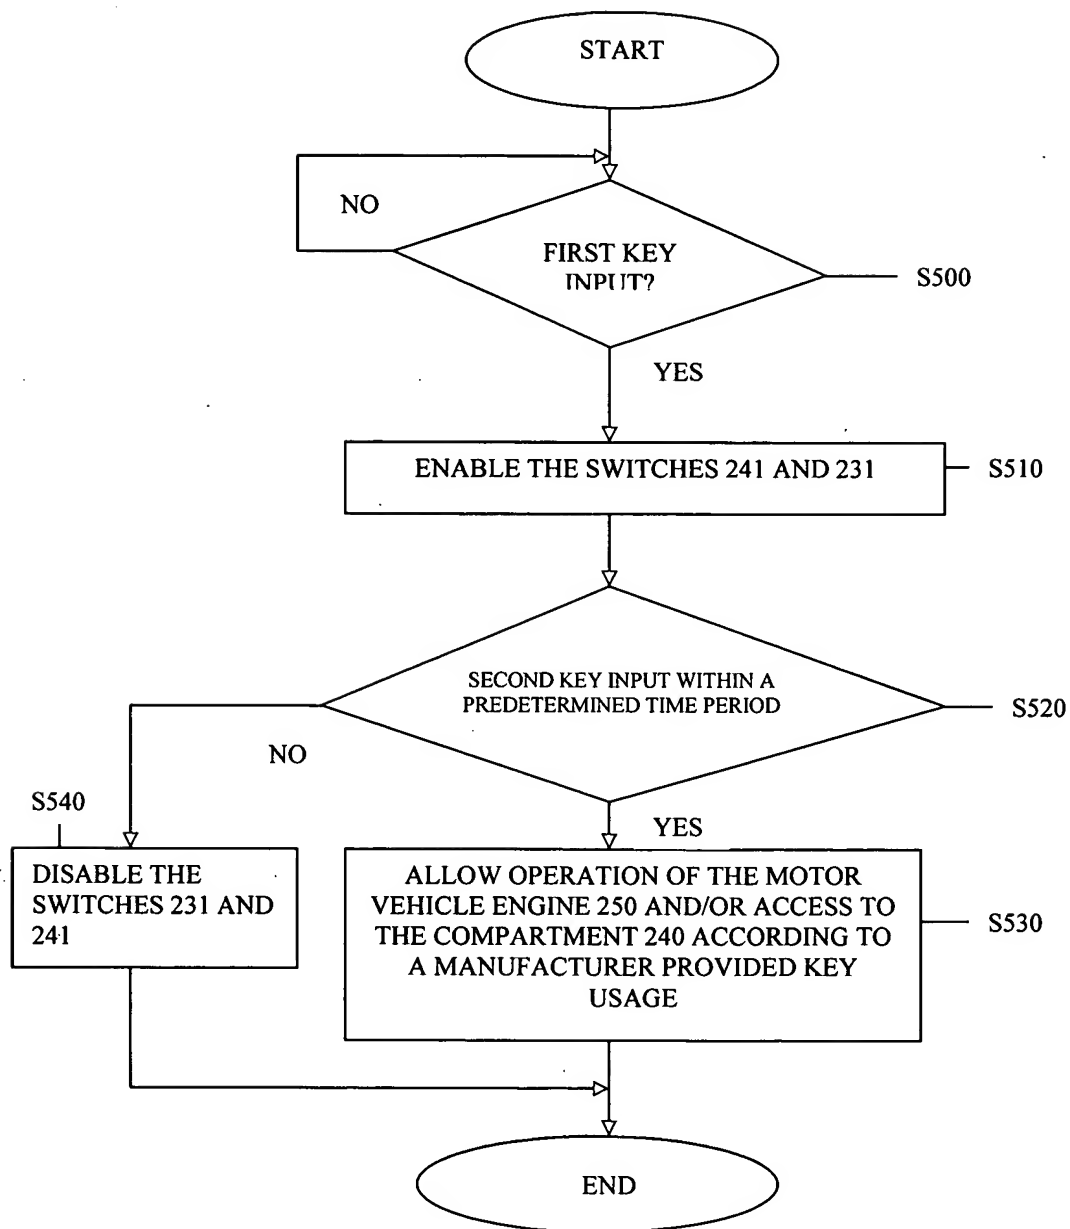 START
NO
FIRST KEY
INPUT?
S500
YES
ENABLE THE SWITCHES 241 AND 231
S510
SECOND KEY INPUT WITHIN A
PREDETERMINED TIME PERIOD
S520
NO
S540
YES
DISABLE THE
SWITCHES 231 AND
241
ALLOW OPERATION OF THE MOTOR
VEHICLE ENGINE 250 AND/OR ACCESS TO
THE COMPARTMENT 240 ACCORDING TO
A MANUFACTURER PROVIDED KEY
USAGE
S530
END